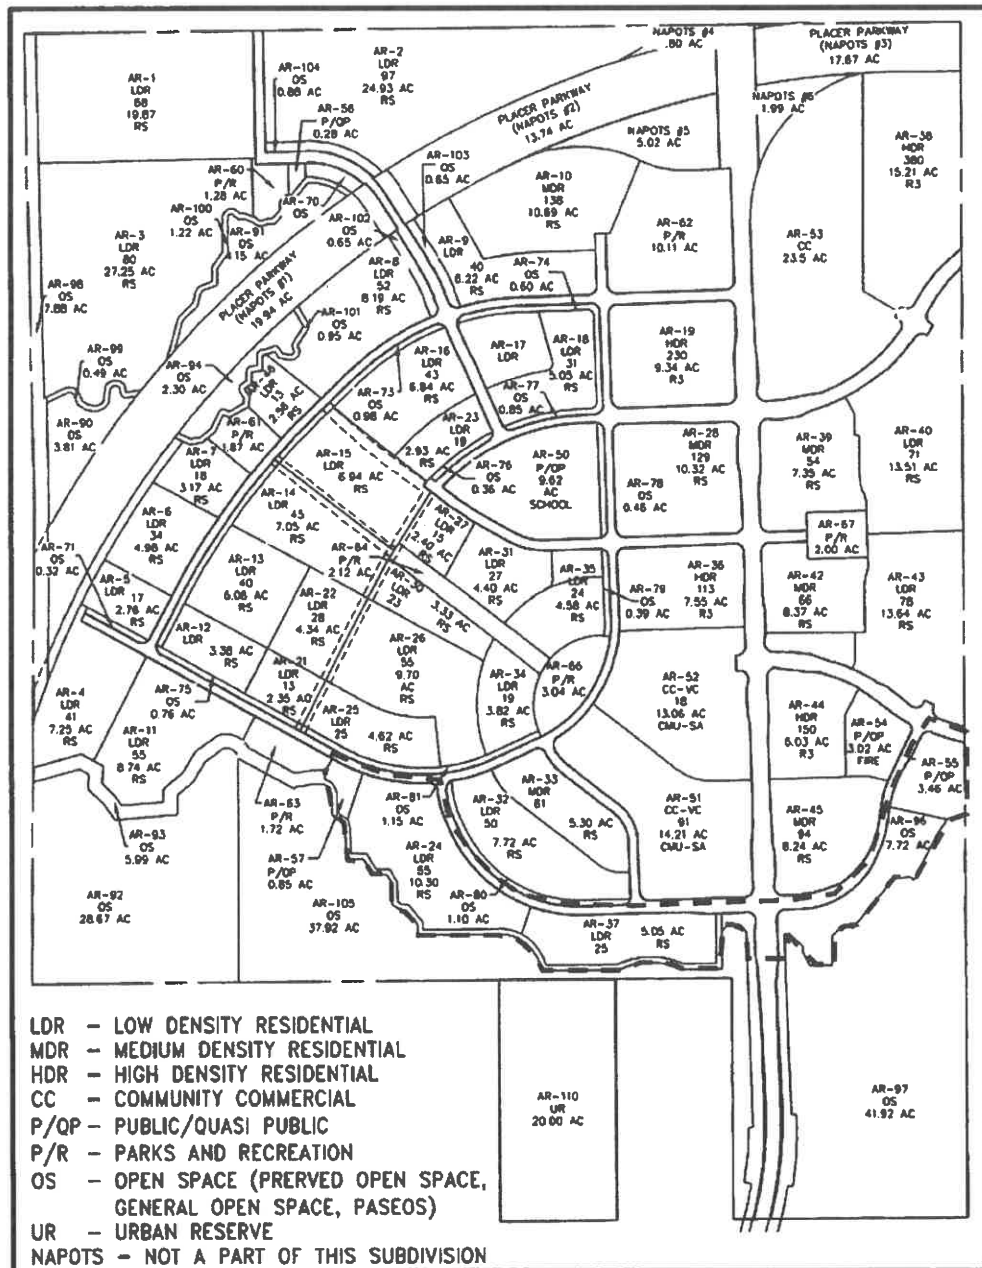 AR-1
LDR
68
19.87
RS
AR-104
OS
0.88 AC
AR-56
P/QP
0.28 AC
AR-2
LDR
97
24.93 AC
RS
NAPOTS #4
.80 AC
PLACER PARKWAY
(NAPOTS #3)
17.67 AC
PLACER PARKWAY
(NAPOTS #2)
13.74 AC
NAPOTS #6
1.99 AC
NAPOTS #5
5.02 AC
AR-38
HDR
380
15.21 AC
R3
AR-60
P/R
1.28 AC
AR-103
OS
0.65 AC
AR-10
MDR
138
10.69 AC
RS
AR-62
P/R
10.11 AC
AR-53
CC
23.5 AC
AR-3
LDR
80
27.25 AC
RS
AR-100
OS
1.22 AC
AR-91
OS
.15 AC
AR-70
OS
AR-102
OS
0.65 AC
AR-9
LDR
40
6.22 AC
RS
AR-8
LDR
52
8.19 AC
RS
AR-74
OS
0.60 AC
AR-98
OS
7.88 AC
PLACER PARKWAY
(NAPOTS #1)
19.94 AC
AR-101
OS
0.95 AC
AR-99
OS
0.49 AC
AR-94
OS
2.30 AC
LDR
13
2.58 AC
RS
AR-73
OS
0.98 AC
AR-16
LDR
43
6.84 AC
RS
AR-17
LDR
AR-18
LDR
31
5.05 AC
RS
AR-19
HDR
230
9.34 AC
R3
AR-77
OS
0.85 AC
AR-23
LDR
19
2.93 AC
RS
AR-90
OS
3.81 AC
AR-61
P/R
1.87 AC
AR-7
LDR
18
3.17 AC
RS
AR-15
LDR
6.94 AC
RS
AR-76
OS
0.36 AC
AR-50
P/QP
9.62
AC
SCHOOL
AR-28
MDR
129
10.32 AC
RS
AR-78
OS
0.46 AC
AR-39
MDR
54
7.35 AC
RS
AR-40
LDR
71
13.51 AC
RS
AR-67
P/R
2.00 AC
AR-6
LDR
34
4.98 AC
RS
AR-14
LDR
45
7.05 AC
RS
AR-27
LDR
15
2.40 AC
RS
AR-64
P/R
2.12 AC
AR-30
LDR
23
3.33 AC
RS
AR-31
LDR
27
4.40 AC
RS
AR-35
LDR
24
4.58 AC
RS
AR-79
OS
0.39 AC
AR-36
HDR
113
7.55 AC
R3
AR-42
MDR
66
8.37 AC
RS
AR-43
LDR
78
13.64 AC
RS
AR-71
OS
0.32 AC
AR-5
LDR
17
2.76 AC
RS
AR-13
LDR
40
6.08 AC
RS
AR-22
LDR
28
4.34 AC
RS
AR-12
LDR
3.38 AC
RS
AR-21
LDR
13
2.35 AC
RS
AR-26
LDR
55
9.70
AC
RS
AR-34
LDR
19
3.82 AC
RS
AR-66
P/R
3.04 AC
AR-52
CC-VC
18
13.06 AC
CMU-SA
AR-44
HDR
150
6.03 AC
R3
AR-54
P/QP
3.02 AC
FIRE
AR-55
P/QP
3.46 AC
AR-4
LDR
41
7.25 AC
RS
AR-11
LDR
55
8.74 AC
RS
AR-75
OS
0.76 AC
AR-25
LDR
25
4.62 AC
RS
AR-63
P/R
1.72 AC
AR-81
OS
1.15 AC
AR-32
LDR
50
7.72 AC
RS
AR-33
MDR
61
5.30 AC
RS
AR-51
CC-VC
91
14.21 AC
CMU-SA
AR-45
MDR
94
8.24 AC
RS
AR-96
OS
7.72 AC
AR-93
OS
5.99 AC
AR-57
P/QP
0.85 AC
AR-24
LDR
65
10.30
RS
AR-80
OS
1.10 AC
AR-92
OS
28.67 AC
AR-105
OS
37.92 AC
AR-37
LDR
25
5.05 AC
RS
AR-110
UR
20.00 AC
AR-97
OS
41.92 AC
LDR - LOW DENSITY RESIDENTIAL
MDR - MEDIUM DENSITY RESIDENTIAL
HDR - HIGH DENSITY RESIDENTIAL
CC - COMMUNITY COMMERCIAL
P/QP - PUBLIC/QUASI PUBLIC
P/R - PARKS AND RECREATION
OS - OPEN SPACE (PRERVED OPEN SPACE,
GENERAL OPEN SPACE, PASEOS)
UR - URBAN RESERVE
NAPOTS - NOT A PART OF THIS SUBDIVISION